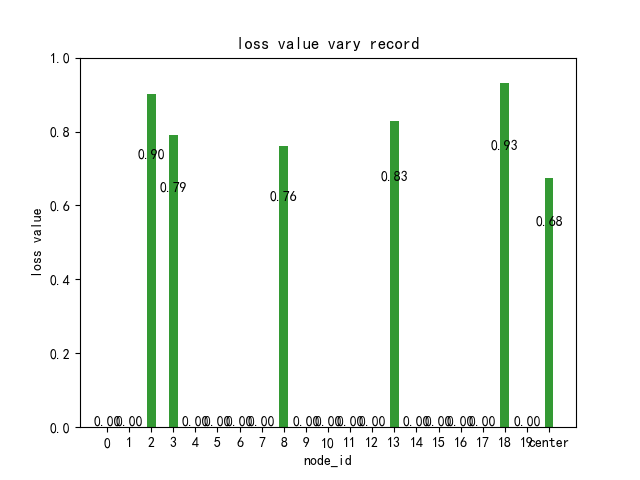 loss value vary record
1.0
0.8
0.6
0.4
0.2
0.0
loss value
0.00 0.00 0.90 0.79 0.00 0.00 0.00 0.00 0.76 0.00 0.00 0.00 0.00 0.83 0.00 0.00 0.00 0.00 0.93 0.00 0.68
0 1 2 3 4 5 6 7 8 9 10 11 12 13 14 15 16 17 18 19 center
node_id